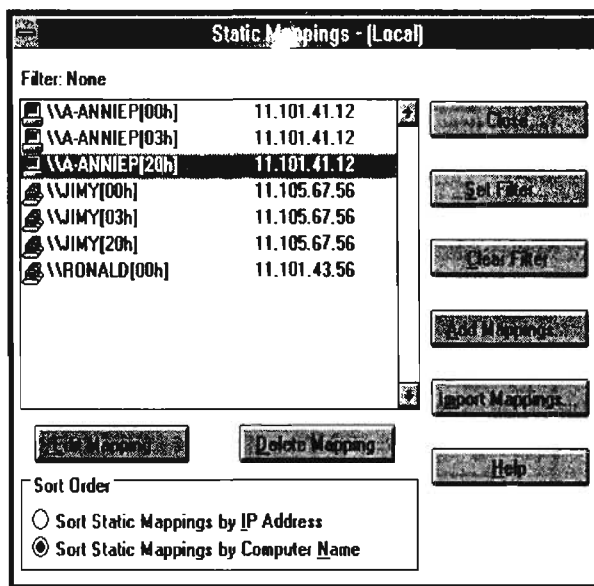 Static Mappings - (Local)
Filter: None
\\A-ANNIEP[00h] 11.101.41.12
\\A-ANNIEP[03h] 11.101.41.12
\\A-ANNIEP[20h] 11.101.41.12
\\JIMY[00h] 11.105.67.56
\\JIMY[03h] 11.105.67.56
\\JIMY[20h] 11.105.67.56
\\RONALD[00h] 11.101.43.56
Close
Set Filter...
Clear Filter
Add Mappings...
Import Mappings...
Help
Edit Mapping...
Delete Mapping
Sort Order
Sort Static Mappings by IP Address
Sort Static Mappings by Computer Name